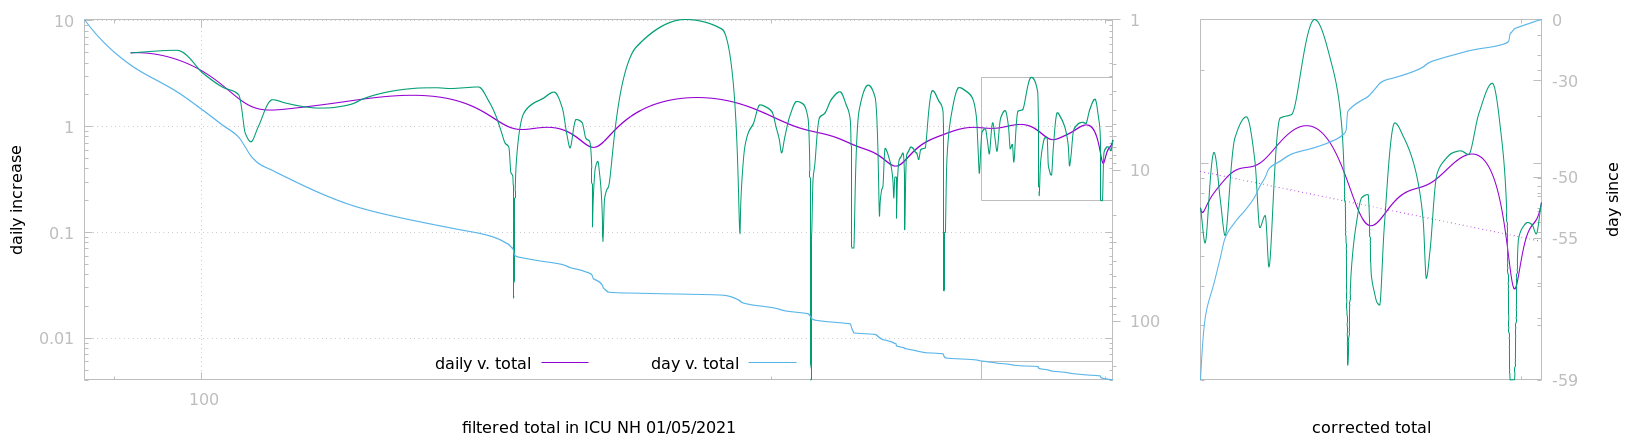 10
1
0.1
0.01
daily increase
100
daily v. total
day v. total
filtered total in ICU NH 01/05/2021
1
10
100
0
-30
-50
-55
-59
day since
corrected total